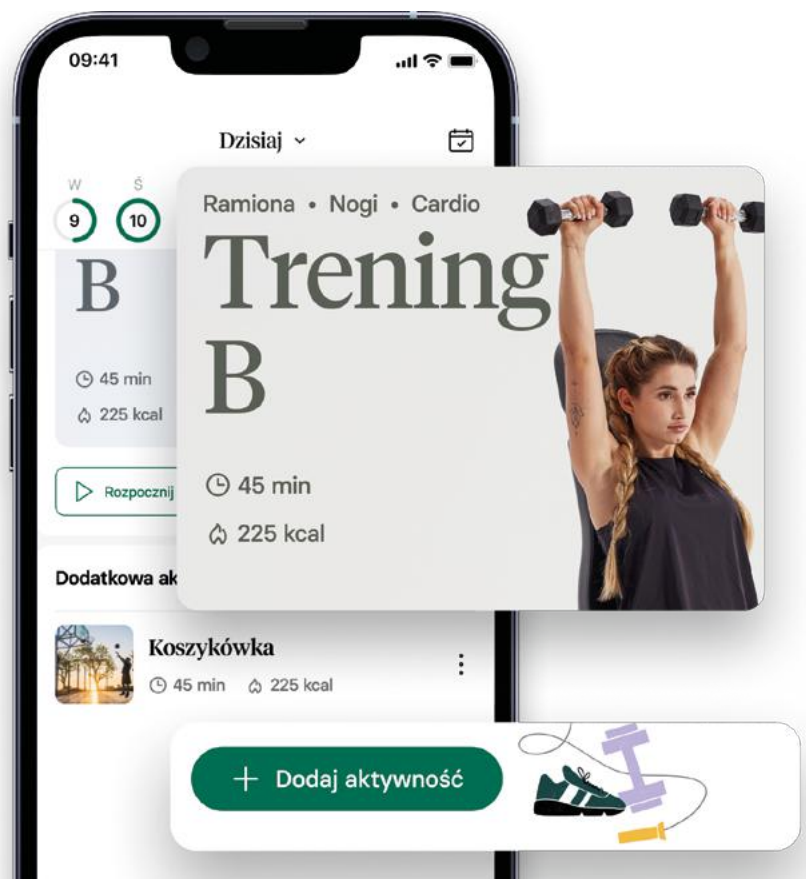 09:41
Dzisiaj
W Ś
9 10
Ramiona • Nogi • Cardio
Trening
B
45 min
225 kcal
B
45 min
225 kcal
Rozpocznij
Dodatkowa ak
Koszykówka
45 min 225 kcal
+ Dodaj aktywność